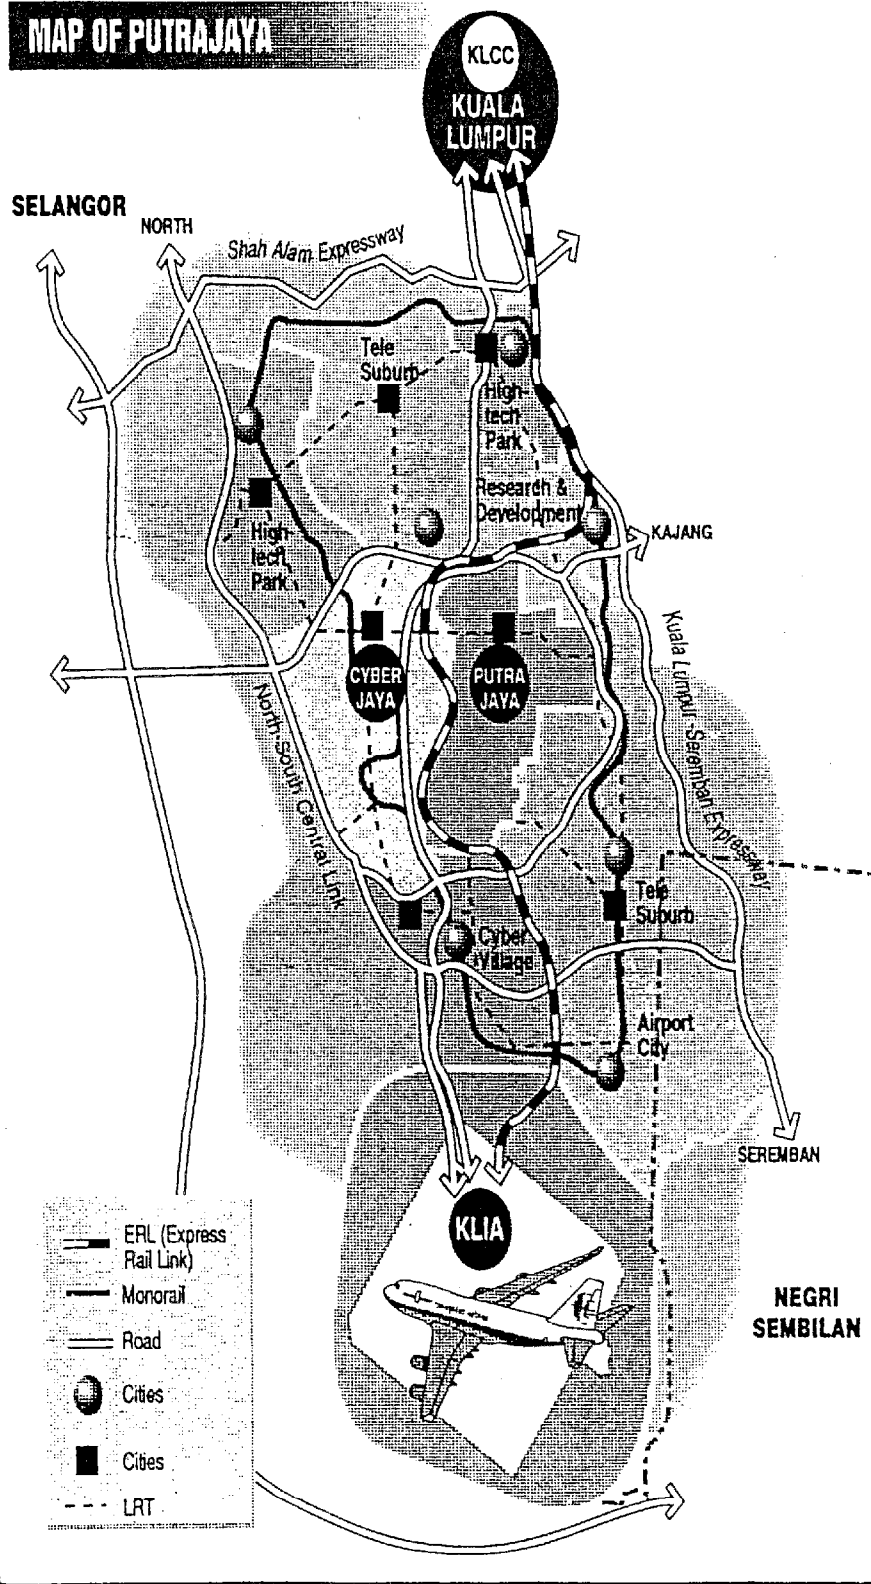 MAP OF PUTRAJAYA
KLCC
KUALA
LUMPUR
SELANGOR
NORTH
Shah Alam Expressway
Tele
Suburb
High-
tech
Park
Research &
Development
KAJANG
High-
tech
Park
Kuala Lumpur-Seremban Expressway
CYBER
JAYA
PUTRA
JAYA
North-South Central Link
Tele
Suburb
Cyber
Village
Airport
City
SEREMBAN
KLIA
ERL (Express
Rail Link)
Monorail
Road
Cities
Cities
LRT
NEGRI
SEMBILAN